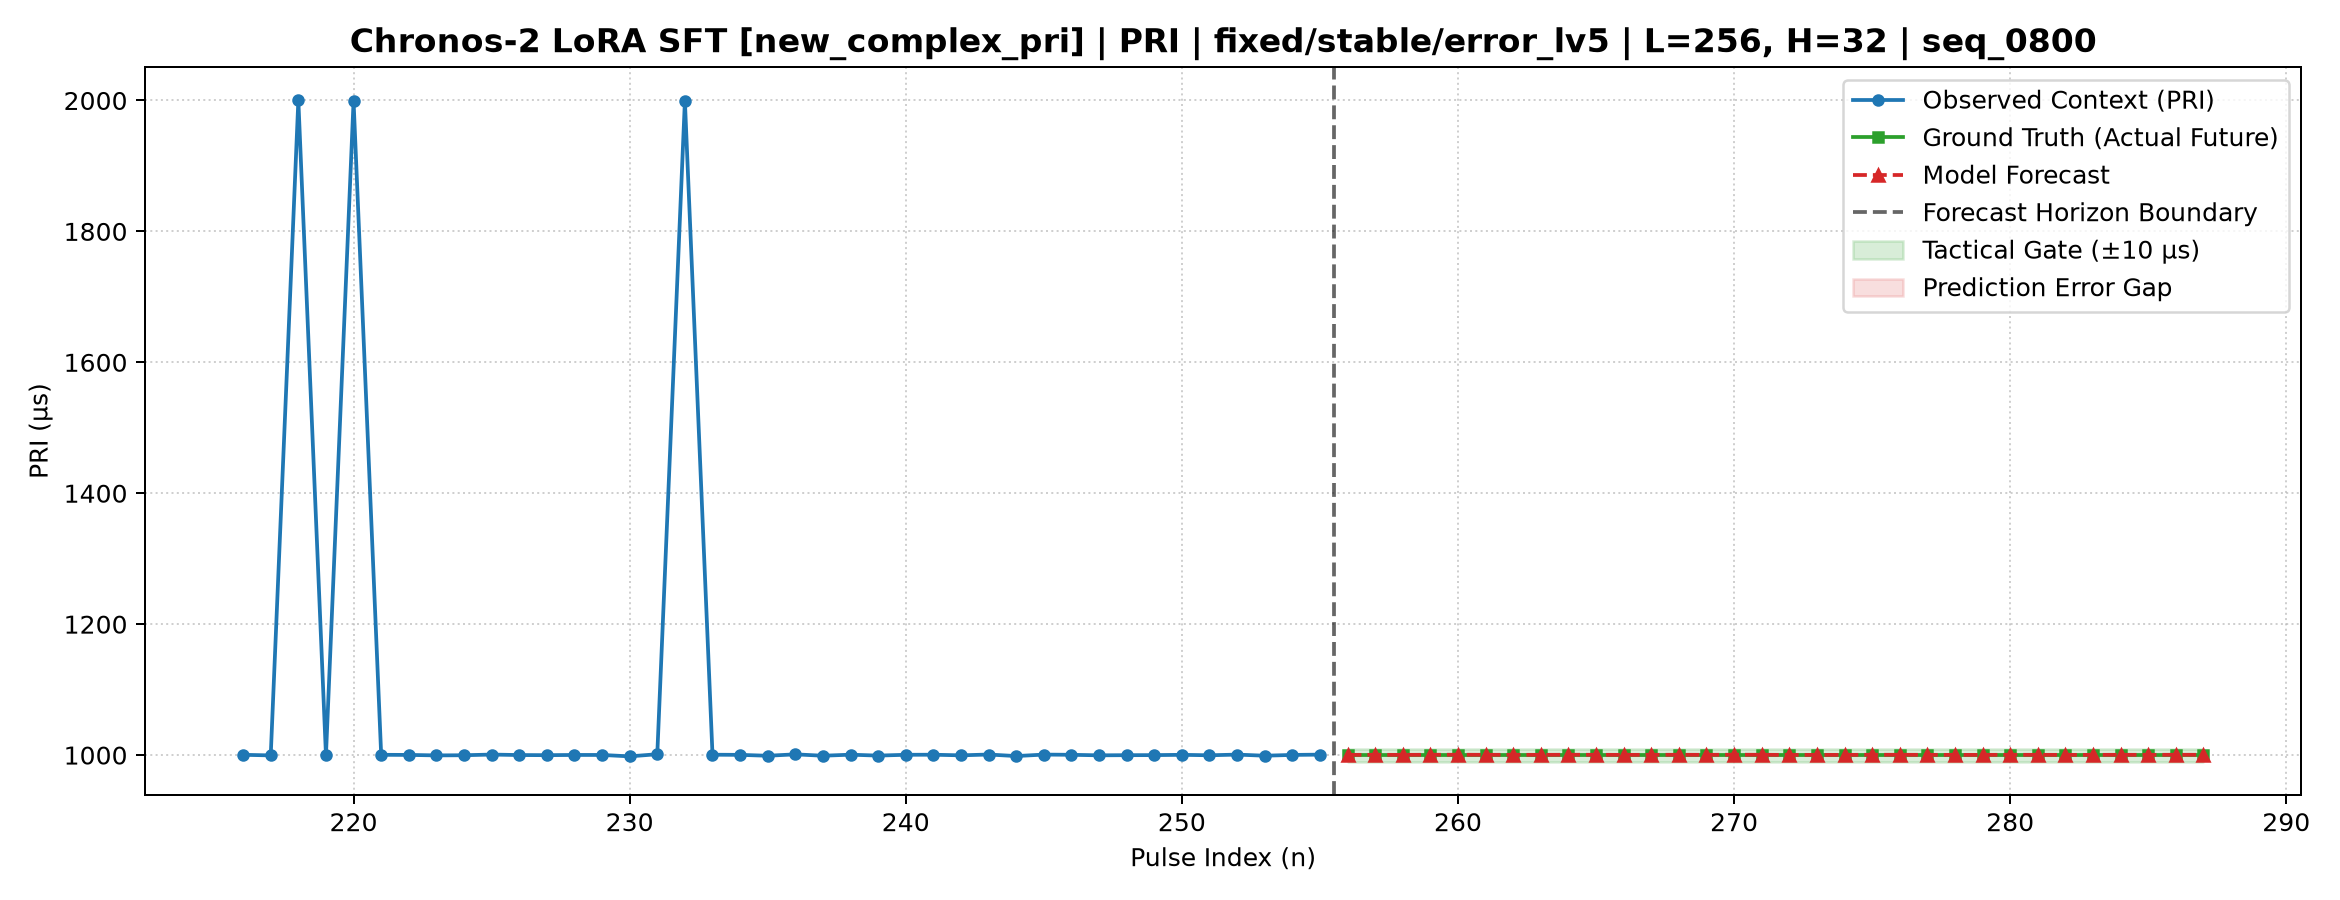 Chronos-2 LoRA SFT [new_complex_pri] | PRI | fixed/stable/error_lv5 | L=256, H=32 | seq_0800
PRI (µs)
2000
1800
1600
1400
1200
1000
Observed Context (PRI)
Ground Truth (Actual Future)
Model Forecast
Forecast Horizon Boundary
Tactical Gate (±10 µs)
Prediction Error Gap
220 230 240 250 260 270 280 290
Pulse Index (n)